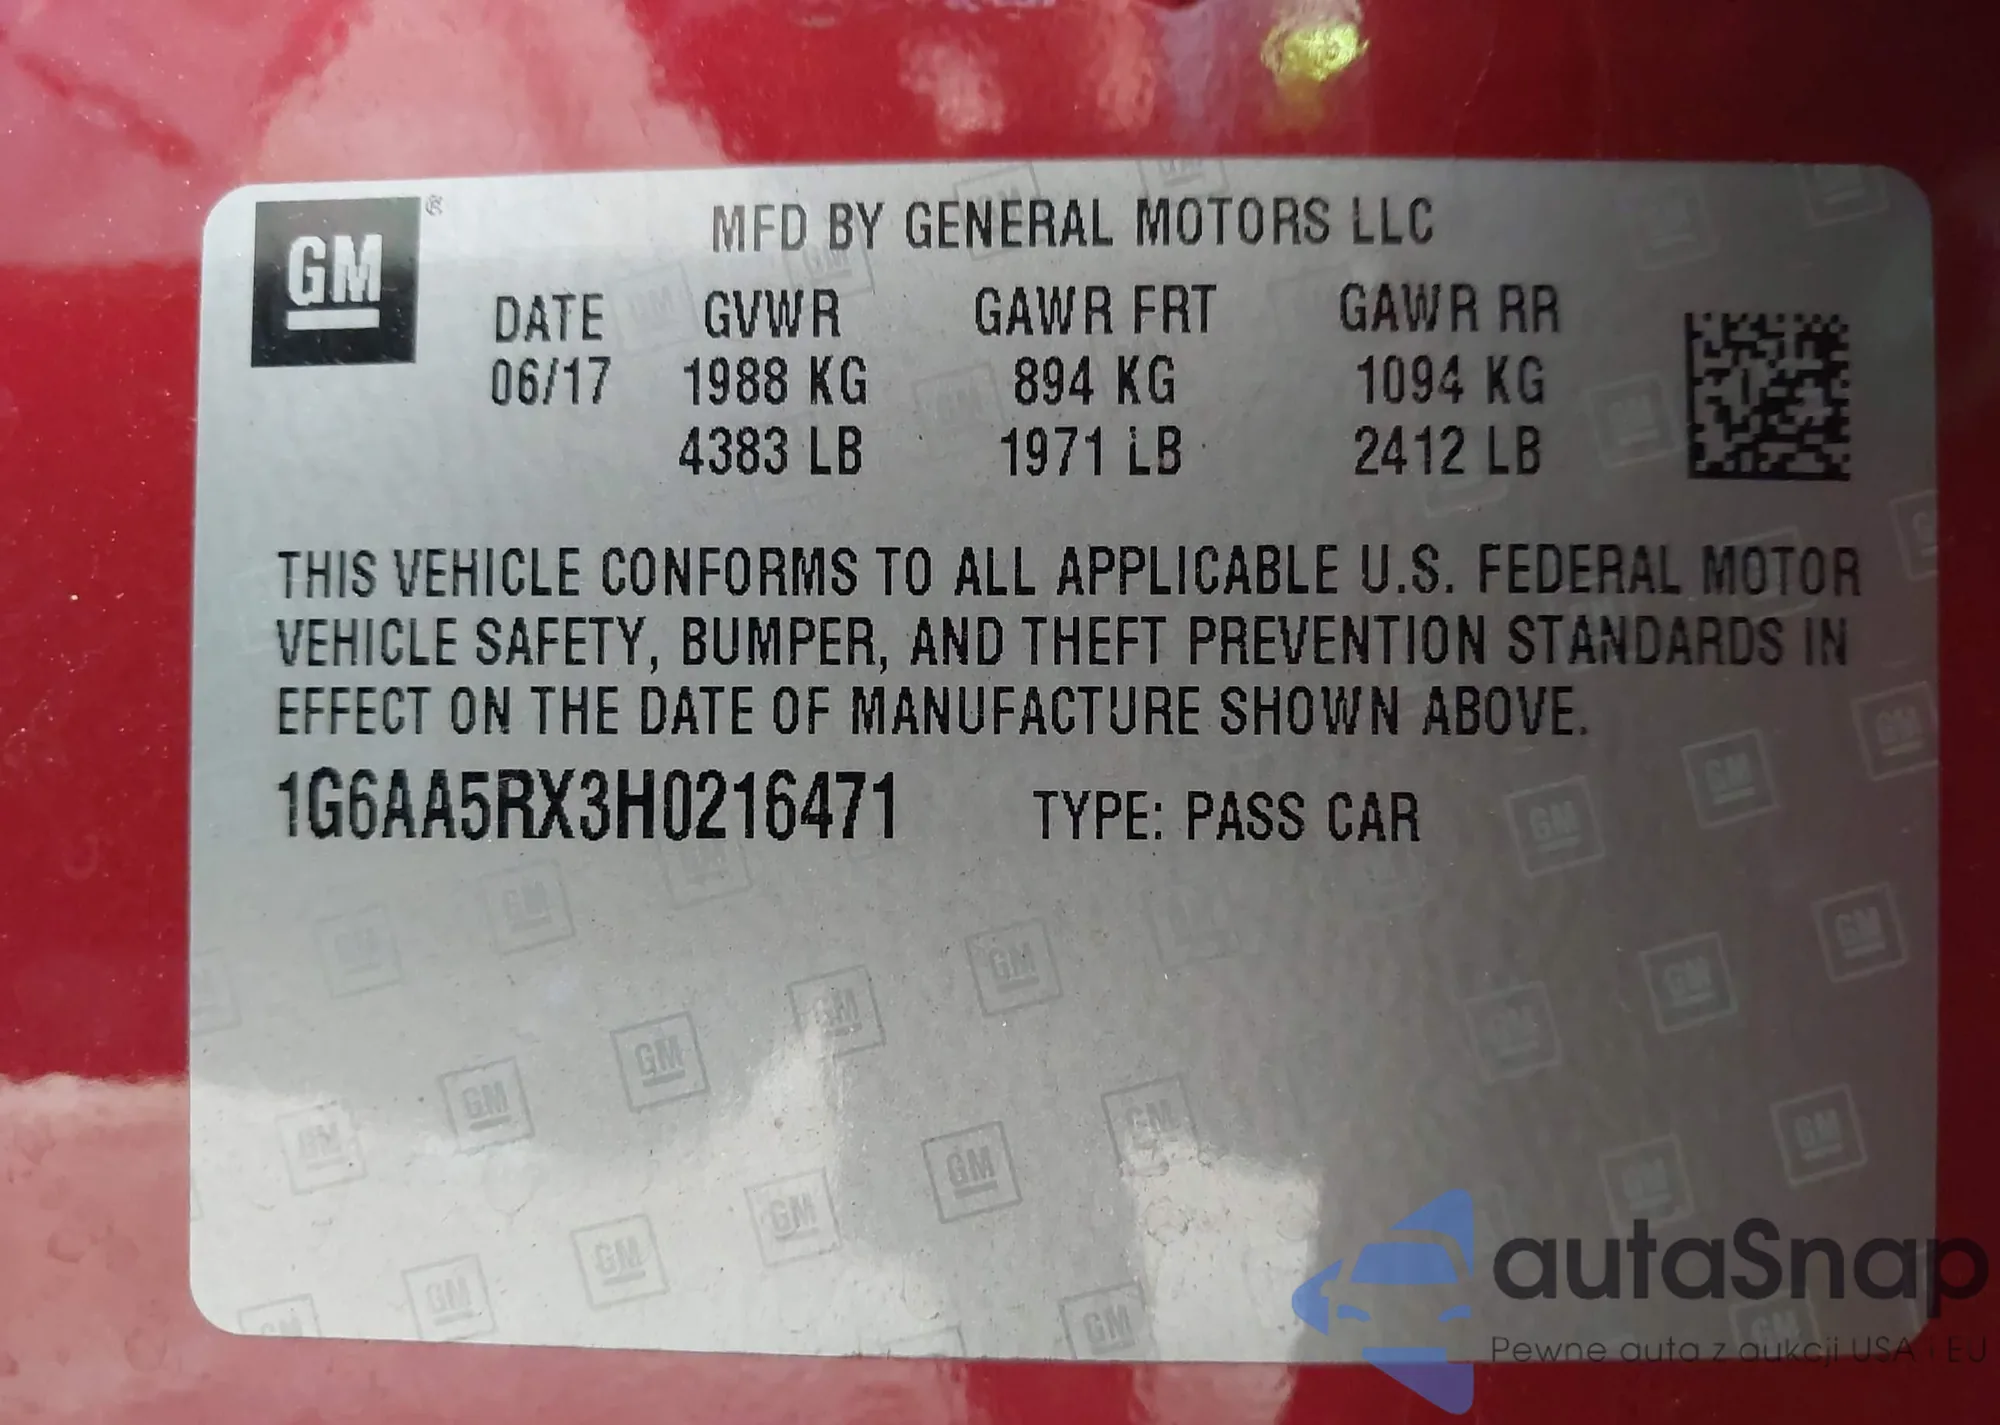 GM
MFD BY GENERAL MOTORS LLC
DATE GVWR GAWR FRT GAWR RR
06/17 1988 KG 894 KG 1094 KG
4383 LB 1971 LB 2412 LB
THIS VEHICLE CONFORMS TO ALL APPLICABLE U.S. FEDERAL MOTOR
VEHICLE SAFETY, BUMPER, AND THEFT PREVENTION STANDARDS IN
EFFECT ON THE DATE OF MANUFACTURE SHOWN ABOVE.
1G6AA5RX3H0216471 TYPE: PASS CAR
autaSnap
Pewne auta z aukcji USA i EU